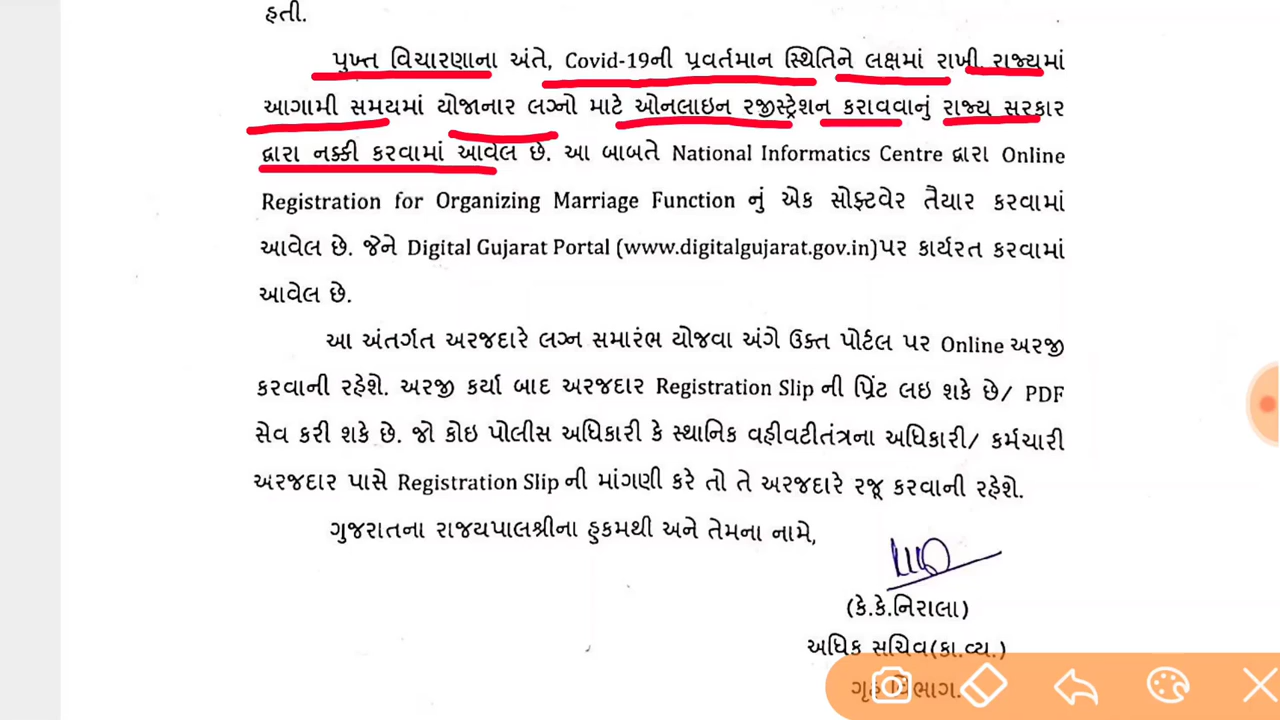 હતી.
પુખ્ત વિચારણાના અંતે, Covid-19ની પ્રવર્તમાન સ્થિતિને લક્ષમાં રાખી રાજ્યમાં
આગામી સમયમાં યોજાનાર લગ્નો માટે ઓનલાઇન રજીસ્ટ્રેશન કરાવવાનું રાજ્ય સરકાર
દ્વારા નક્કી કરવામાં આવેલ છે. આ બાબતે National Informatics Centre દ્વારા Online
Registration for Organizing Marriage Function નું એક સોફ્ટવેર તૈયાર કરવામાં
આવેલ છે. જેને Digital Gujarat Portal (www.digitalgujarat.gov.in)પર કાર્યરત કરવામાં
આવેલ છે.
આ અંતર્ગત અરજદારે લગ્ન સમારંભ યોજવા અંગે ઉક્ત પોર્ટલ પર Online અરજી
કરવાની રહેશે. અરજી કર્યા બાદ અરજદાર Registration Slip ની પ્રિંટ લઇ શકે છે/ PDF
સેવ કરી શકે છે. જો કોઇ પોલીસ અધિકારી કે સ્થાનિક વહીવટીતંત્રના અધિકારી/ કર્મચારી
અરજદાર પાસે Registration Slip ની માંગણી કરે તો તે અરજદારે રજૂ કરવાની રહેશે.
ગુજરાતના રાજયપાલશ્રીના હુકમથી અને તેમના નામે,
(કે.કે.નિરાલા)
અધિક સચિવ(કા.વ્ય.)
ગૃહ વિભાગ.